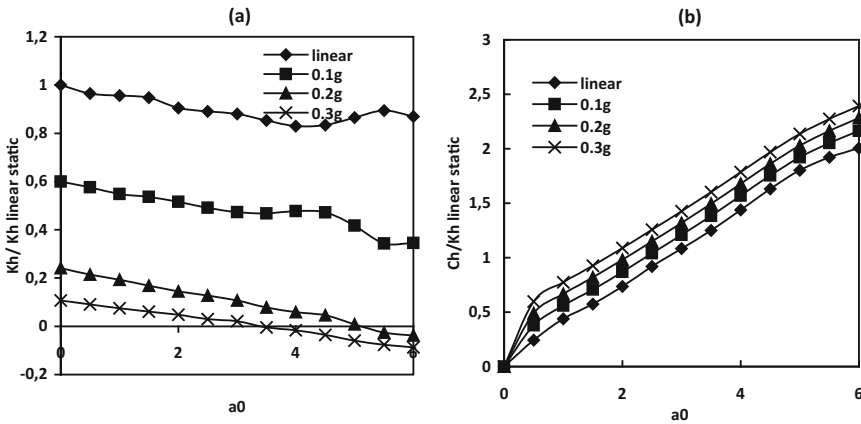 (a)
Kh/ Kh linear static
1,2
1
0,8
0,6
0,4
0,2
0
-0,2
0
2
4
6
a0
linear
0.1g
0.2g
0.3g
(b)
Ch/Kh linear static
3
2,5
2
1,5
1
0,5
0
0
2
4
6
a0
linear
0.1g
0.2g
0.3g